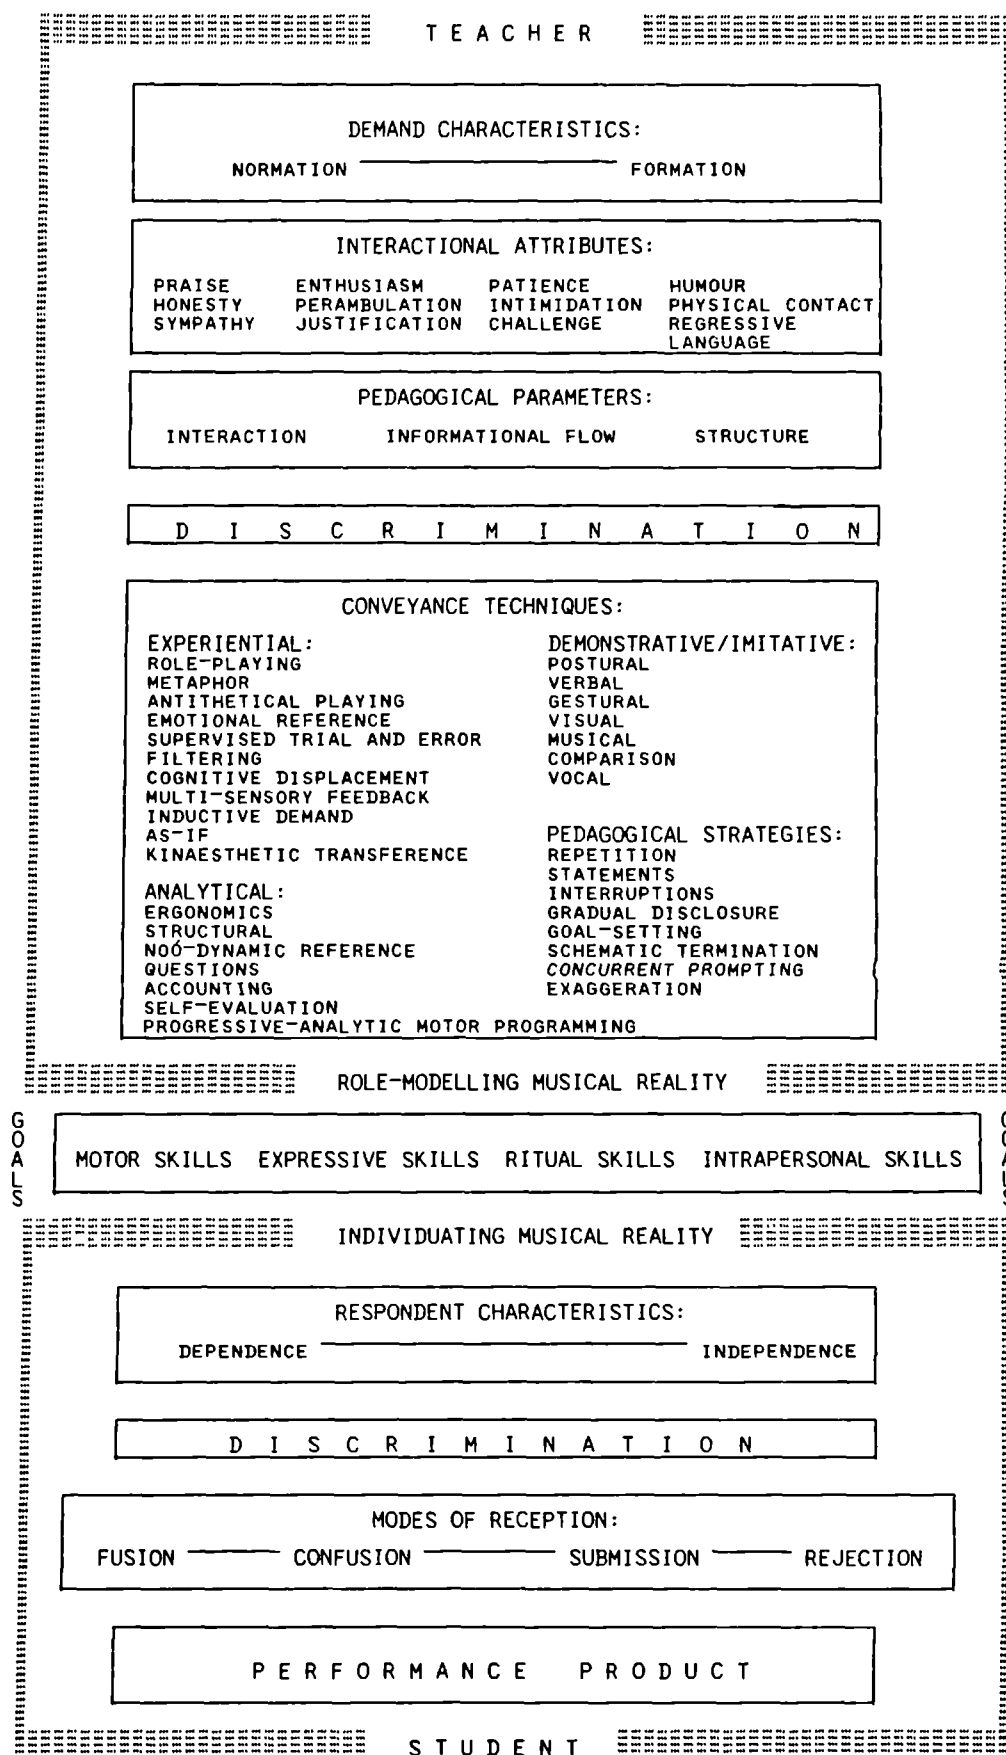 T E A C H E R
DEMAND CHARACTERISTICS:
NORMATION FORMATION
INTERACTIONAL ATTRIBUTES:
PRAISE ENTHUSIASM PATIENCE HUMOUR
HONESTY PERAMBULATION INTIMIDATION PHYSICAL CONTACT
SYMPATHY JUSTIFICATION CHALLENGE REGRESSIVE
LANGUAGE
PEDAGOGICAL PARAMETERS:
INTERACTION INFORMATIONAL FLOW STRUCTURE
D I S C R I M I N A T I O N
CONVEYANCE TECHNIQUES:
EXPERIENTIAL:
ROLE-PLAYING
METAPHOR
ANTITHETICAL PLAYING
EMOTIONAL REFERENCE
SUPERVISED TRIAL AND ERROR
FILTERING
COGNITIVE DISPLACEMENT
MULTI-SENSORY FEEDBACK
INDUCTIVE DEMAND
AS-IF
KINAESTHETIC TRANSFERENCE
ANALYTICAL:
ERGONOMICS
STRUCTURAL
NOÓ-DYNAMIC REFERENCE
QUESTIONS
ACCOUNTING
SELF-EVALUATION
PROGRESSIVE-ANALYTIC MOTOR PROGRAMMING
DEMONSTRATIVE/IMITATIVE:
POSTURAL
VERBAL
GESTURAL
VISUAL
MUSICAL
COMPARISON
VOCAL
PEDAGOGICAL STRATEGIES:
REPETITION
STATEMENTS
INTERRUPTIONS
GRADUAL DISCLOSURE
GOAL-SETTING
SCHEMATIC TERMINATION
CONCURRENT PROMPTING
EXAGGERATION
ROLE-MODELLING MUSICAL REALITY
GOALS
MOTOR SKILLS EXPRESSIVE SKILLS RITUAL SKILLS INTRAPERSONAL SKILLS
INDIVIDUATING MUSICAL REALITY
RESPONDENT CHARACTERISTICS:
DEPENDENCE INDEPENDENCE
D I S C R I M I N A T I O N
MODES OF RECEPTION:
FUSION CONFUSION SUBMISSION REJECTION
P E R F O R M A N C E P R O D U C T
S T U D E N T